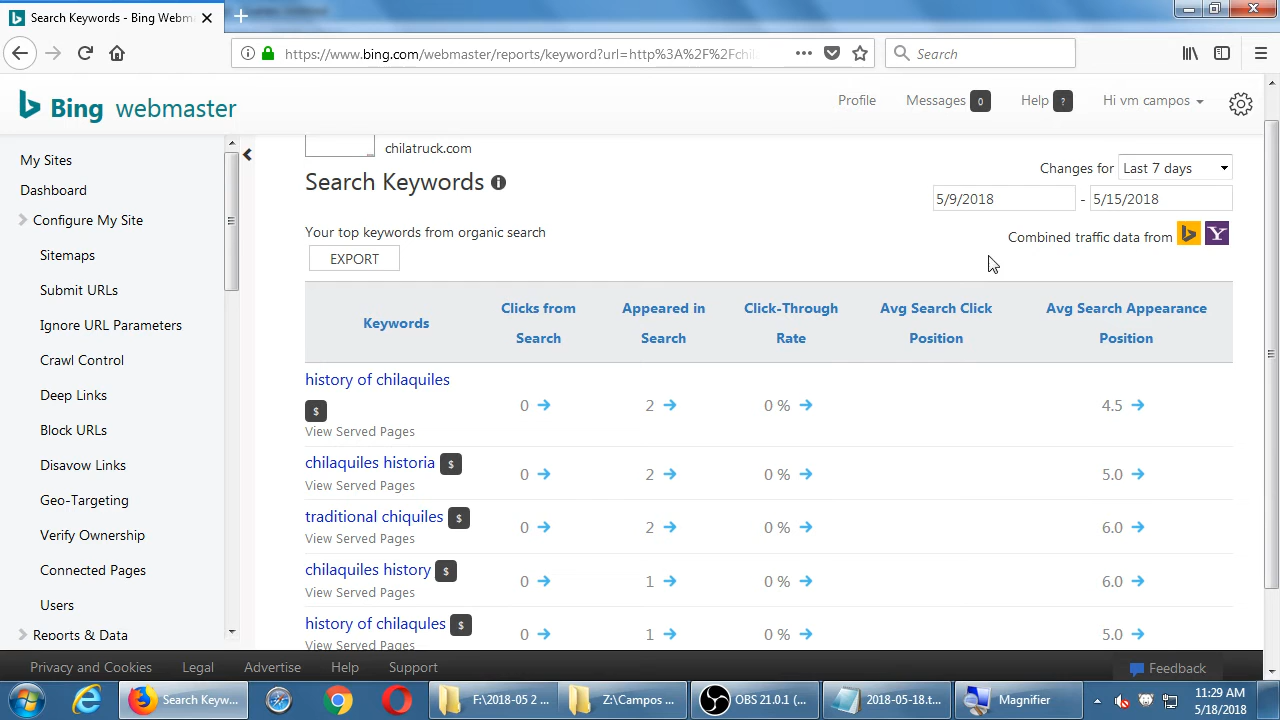 Search Keywords - Bing Webm
https://www.bing.com/webmaster/reports/keyword?url=http%3A%2F%2Fchil
Search
Bing webmaster
Profile
Messages 0
Help ?
Hi vm campos
My Sites
Dashboard
Configure My Site
Sitemaps
Submit URLs
Ignore URL Parameters
Crawl Control
Deep Links
Block URLs
Disavow Links
Geo-Targeting
Verify Ownership
Connected Pages
Users
Reports & Data
chilatruck.com
Search Keywords
Changes for Last 7 days
5/9/2018 - 5/15/2018
Your top keywords from organic search
Combined traffic data from
EXPORT
Keywords Clicks from Search Appeared in Search Click-Through Rate Avg Search Click Position Avg Search Appearance Position
history of chilaquiles
$
0 2 0 % 4.5
View Served Pages
chilaquiles historia $
0 2 0 % 5.0
View Served Pages
traditional chiquiles $
0 2 0 % 6.0
View Served Pages
chilaquiles history $
0 1 0 % 6.0
View Served Pages
history of chilaqules $
0 1 0 % 5.0
View Served Pages
Privacy and Cookies Legal Advertise Help Support
Feedback
Search Keyw...
F:\2018-05 2 ...
Z:\Campos ...
OBS 21.0.1 (...
2018-05-18.t...
Magnifier
11:29 AM
5/18/2018